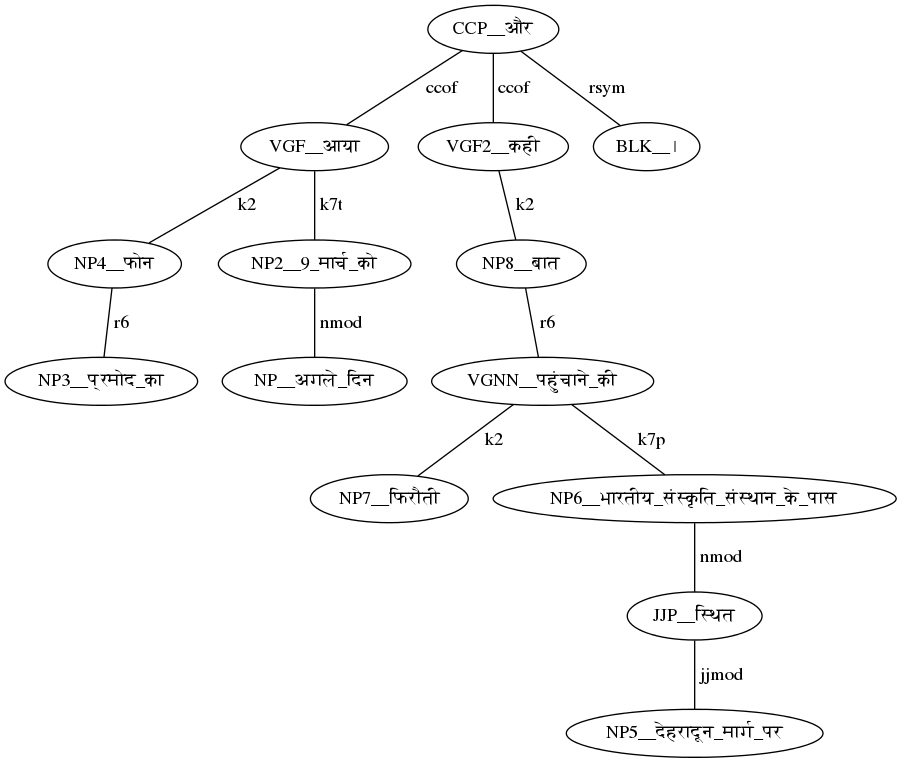 CCP__और
ccof ccof rsym
VGF__आया VGF2__कही BLK__।
k2 k7t k2
NP4__फोन NP2__9_मार्च_को NP8__बात
r6 nmod r6
NP3__प्रमोद_का NP__अगले_दिन VGNN__पहुंचाने_की
k2 k7p
NP7__फिरौती NP6__भारतीय_संस्कृति_संस्थान_के_पास
nmod
JJP__स्थित
jjmod
NP5__देहरादून_मार्ग_पर